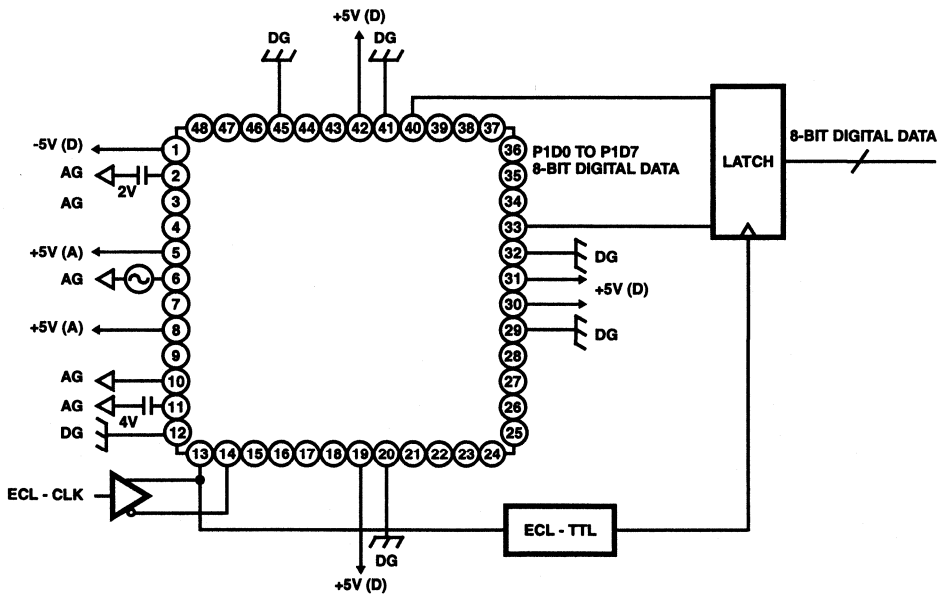 +5V (D)
DG
DG
48 47 46 45 44 43 42 41 40 39 38 37
-5V (D)
1
AG
2V
2
AG
3
4
+5V (A)
5
AG
6
7
+5V (A)
8
9
AG
10
AG
4V
11
DG
12
36
P1D0 TO P1D7
8-BIT DIGITAL DATA
35
34
33
32
DG
31
+5V (D)
30
29
DG
28
27
26
25
LATCH
8-BIT DIGITAL DATA
13 14 15 16 17 18 19 20 21 22 23 24
ECL - CLK
ECL - TTL
DG
+5V (D)